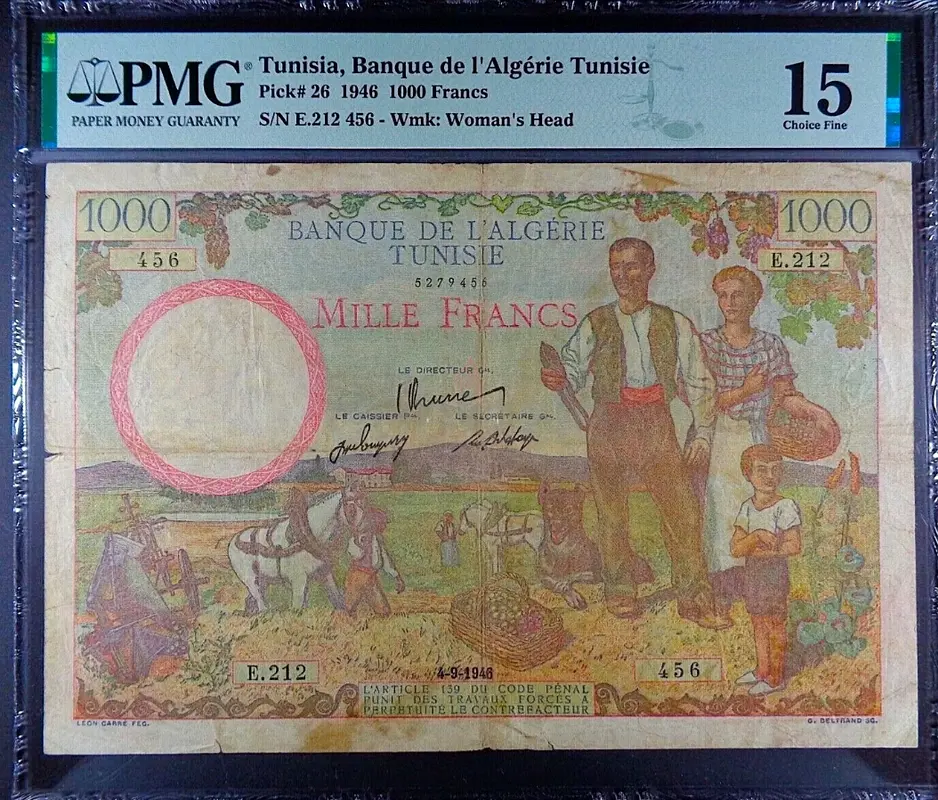 PMG®
PAPER MONEY GUARANTY
Tunisia, Banque de l'Algérie Tunisie
Pick# 26 1946 1000 Francs
S/N E.212 456 - Wmk: Woman's Head
15
Choice Fine
1000
1000
BANQUE DE L'ALGÉRIE
TUNISIE
456
E.212
5279456
MILLE FRANCS
LE DIRECTEUR GAL.
LE CAISSIER PAL. LE SECRÉTAIRE GAL.
E.212
4-9-1946
456
L'ARTICLE 139 DU CODE PÉNAL
PUNIT DES TRAVAUX FORCÉS A
PERPÉTUITÉ LE CONTREFACTEUR
LÉON CARRÉ FEC.
G. BELTRAND SC.